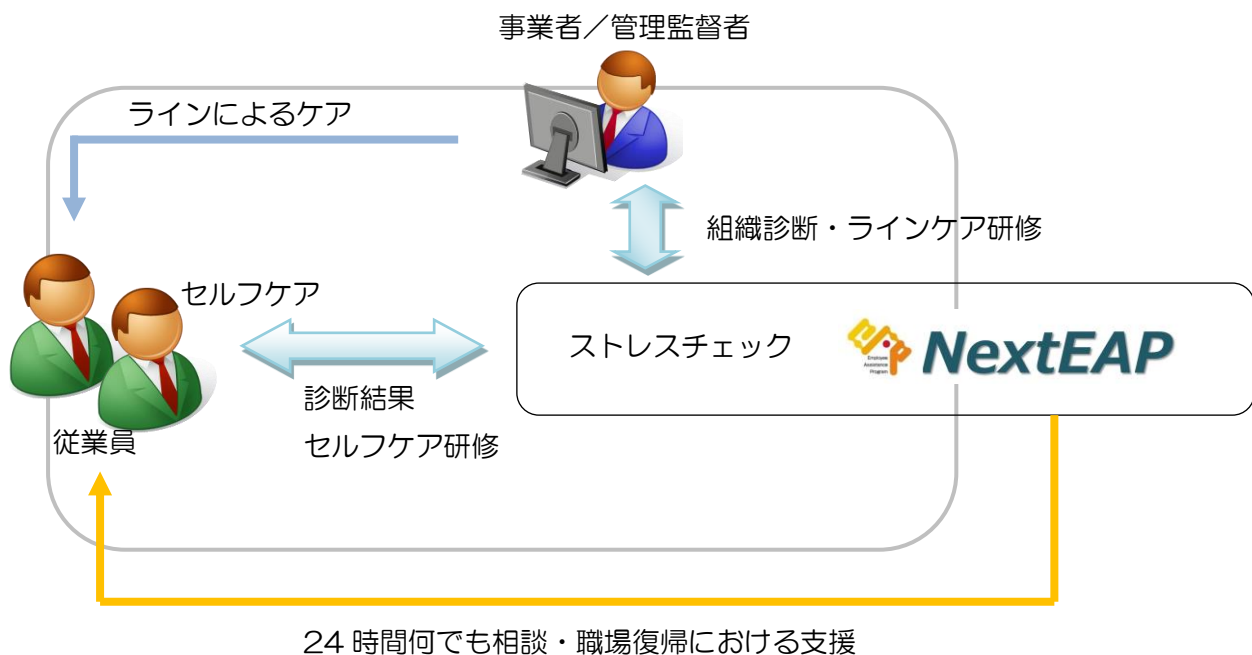 事業者／管理監督者
ラインによるケア
組織診断・ラインケア研修
セルフケア
ストレスチェック
Employee
Assistance
Program
NextEAP
診断結果
セルフケア研修
従業員
24 時間何でも相談・職場復帰における支援